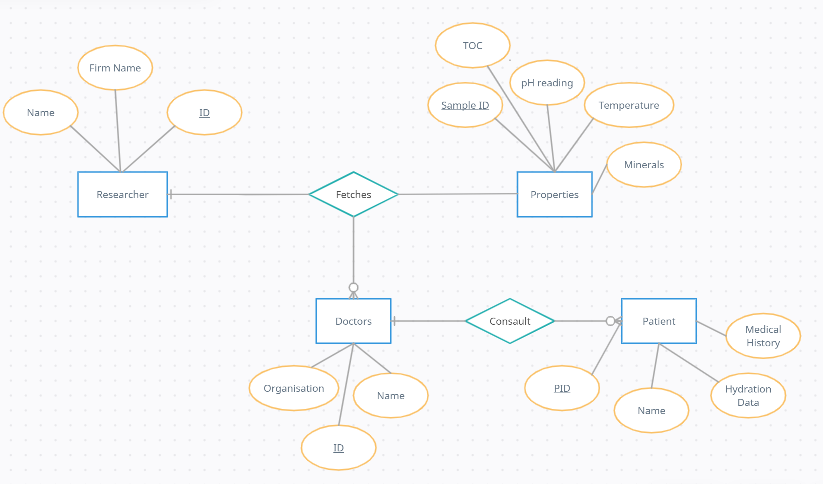 TOC
Firm Name
pH reading
Name
ID
Sample ID
Temperature
Minerals
Researcher
Fetches
Properties
Doctors
Consault
Patient
Medical
History
Organisation
Name
PID
Name
Hydration
Data
ID